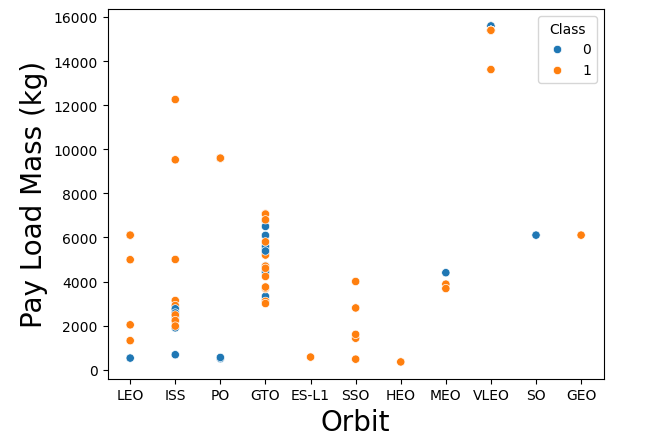 16000
14000
12000
10000
8000
6000
4000
2000
0
Pay Load Mass (kg)
Class
0
1
LEO ISS PO GTO ES-L1 SSO HEO MEO VLEO SO GEO
Orbit